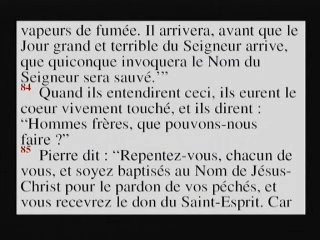 vapeurs de fumée. Il arrivera, avant que le
Jour grand et terrible du Seigneur arrive,
que quiconque invoquera le Nom du
Seigneur sera sauvé.’”
84 Quand ils entendirent ceci, ils eurent le
coeur vivement touché, et ils dirent :
“Hommes frères, que pouvons-nous
faire ?”
85 Pierre dit : “Repentez-vous, chacun de
vous, et soyez baptisés au Nom de Jésus-
Christ pour le pardon de vos péchés, et
vous recevrez le don du Saint-Esprit. Car